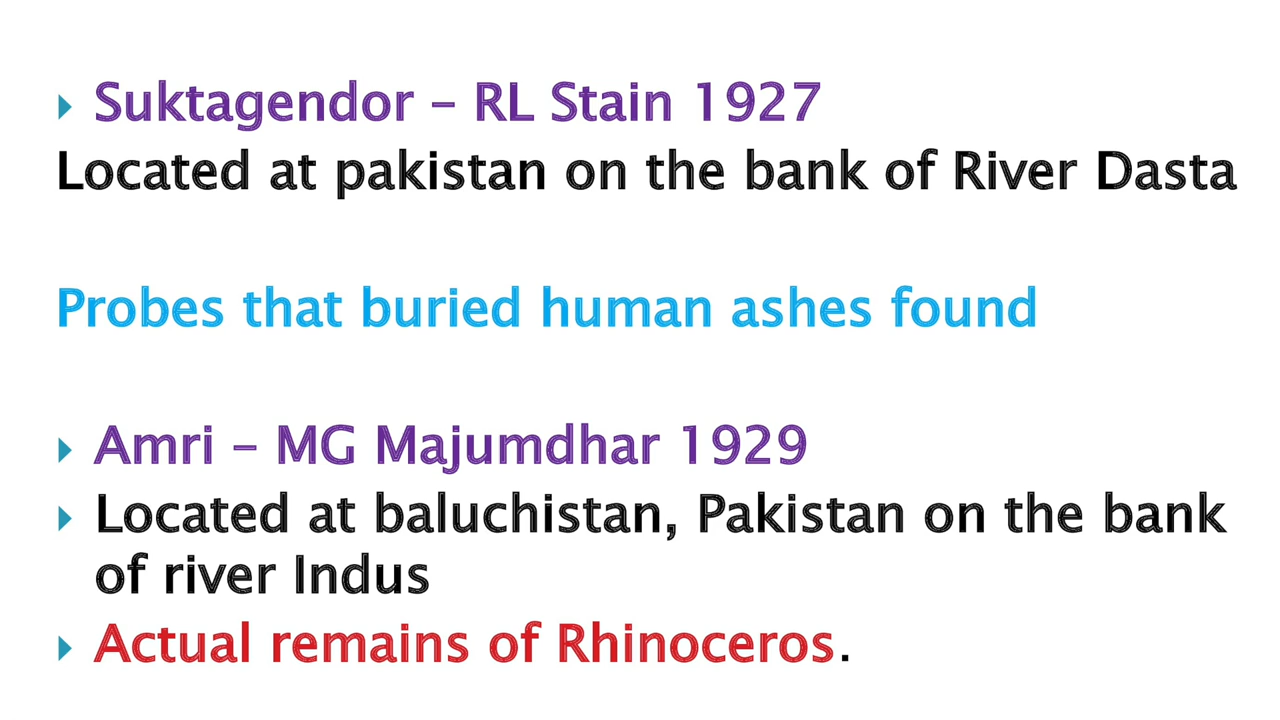 Suktagendor – RL Stain 1927
Located at pakistan on the bank of River Dasta
Probes that buried human ashes found
Amri – MG Majumdhar 1929
Located at baluchistan, Pakistan on the bank
of river Indus
Actual remains of Rhinoceros.